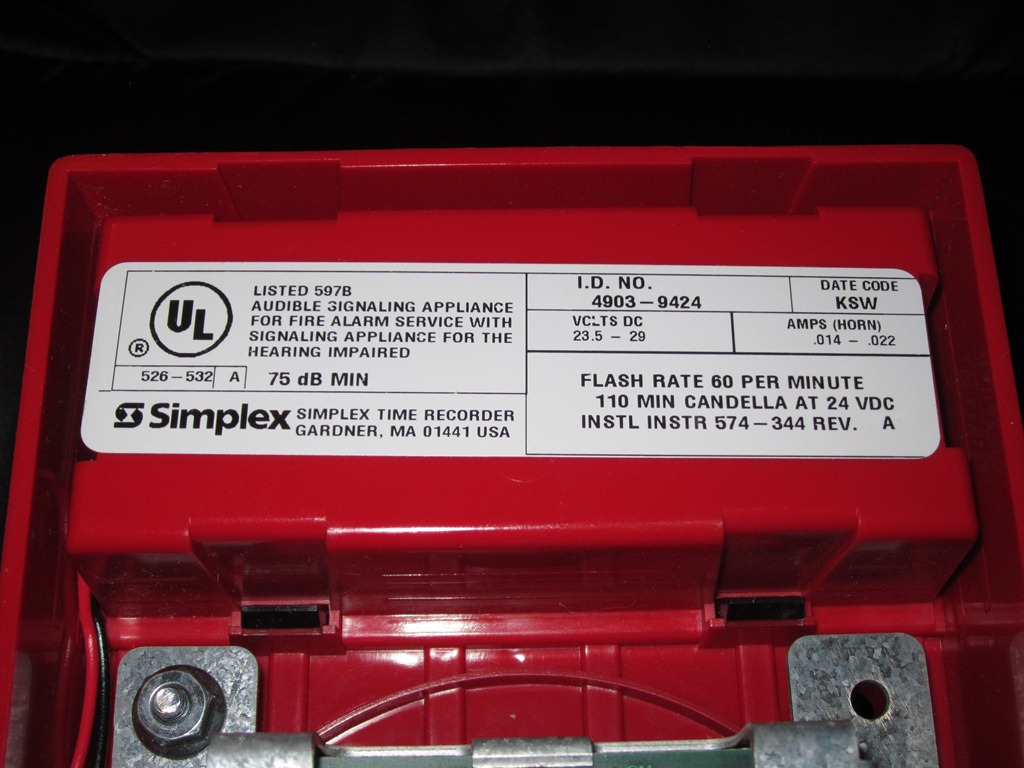 UL
®
LISTED 597B
AUDIBLE SIGNALING APPLIANCE
FOR FIRE ALARM SERVICE WITH
SIGNALING APPLIANCE FOR THE
HEARING IMPAIRED
526-532 A 75 dB MIN
Simplex SIMPLEX TIME RECORDER
GARDNER, MA 01441 USA
I.D. NO.
4903-9424
DATE CODE
KSW
VOLTS DC
23.5 - 29
AMPS (HORN)
.014 - .022
FLASH RATE 60 PER MINUTE
110 MIN CANDELLA AT 24 VDC
INSTL INSTR 574-344 REV. A